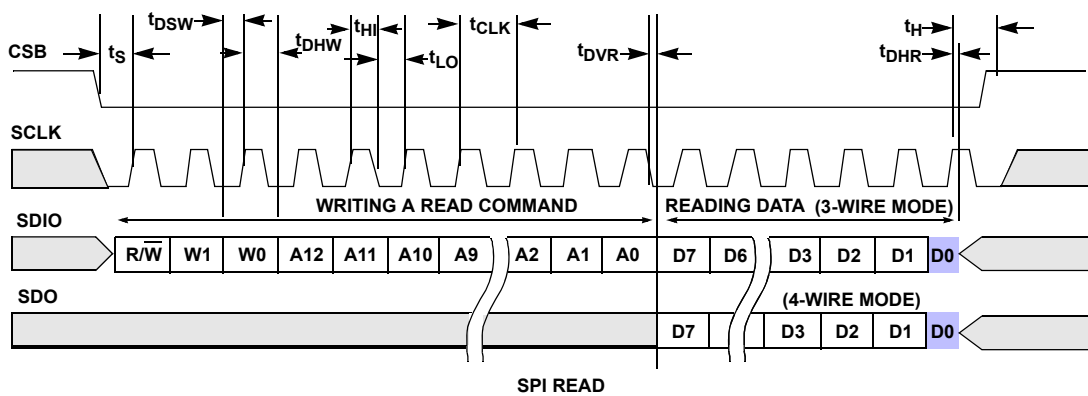 tDSW tHI tCLK tH
CSB tS tDHW tLO tDVR tDHR
SCLK
WRITING A READ COMMAND READING DATA (3-WIRE MODE)
SDIO
R/W̅ W1 W0 A12 A11 A10 A9 A2 A1 A0 D7 D6 D3 D2 D1 D0
SDO
(4-WIRE MODE)
D7 D3 D2 D1 D0
SPI READ